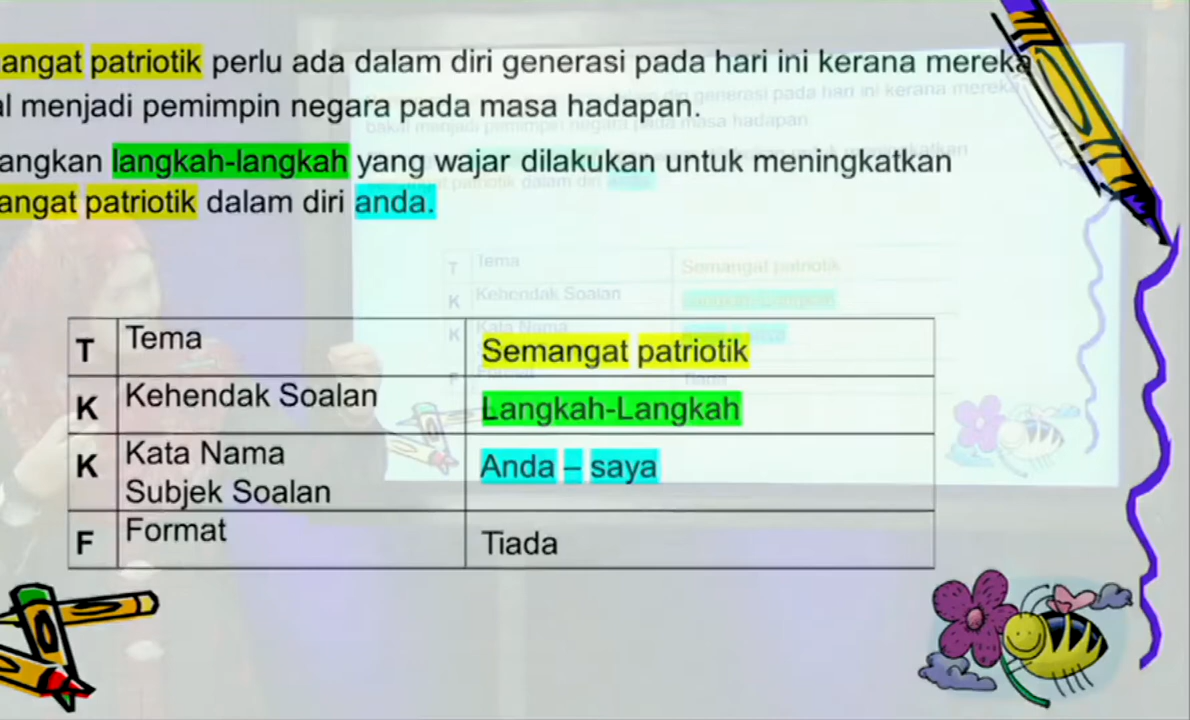 angat patriotik perlu ada dalam diri generasi pada hari ini kerana mereka
al menjadi pemimpin negara pada masa hadapan.
angkan langkah-langkah yang wajar dilakukan untuk meningkatkan
angat patriotik dalam diri anda.
T Tema Semangat patriotik
K Kehendak Soalan Langkah-Langkah
K Kata Nama Anda – saya
Subjek Soalan
F Format Tiada